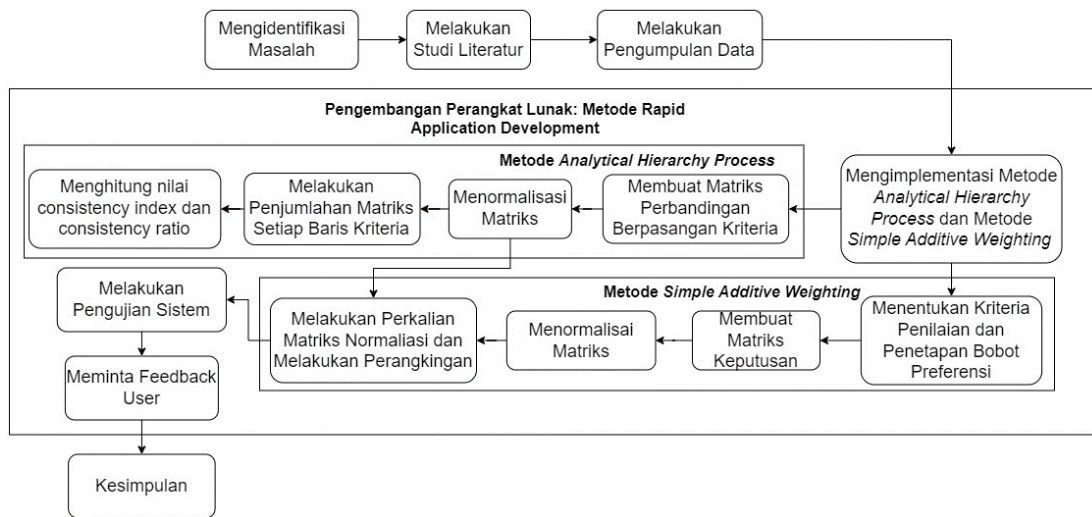 Mengidentifikasi
Masalah
Melakukan
Studi Literatur
Melakukan
Pengumpulan Data
Pengembangan Perangkat Lunak: Metode Rapid
Application Development
Metode Analytical Hierarchy Process
Mengimplementasi Metode
Analytical Hierarchy
Process dan Metode
Simple Additive Weighting
Membuat Matriks
Perbandingan
Berpasangan Kriteria
Menormalisasi
Matriks
Melakukan
Penjumlahan Matriks
Setiap Baris Kriteria
Menghitung nilai
consistency index dan
consistency ratio
Metode Simple Additive Weighting
Menentukan Kriteria
Penilaian dan
Penetapan Bobot
Preferensi
Membuat
Matriks
Keputusan
Menormalisai
Matriks
Melakukan Perkalian
Matriks Normaliasi dan
Melakukan Perangkingan
Melakukan
Pengujian Sistem
Meminta Feedback
User
Kesimpulan